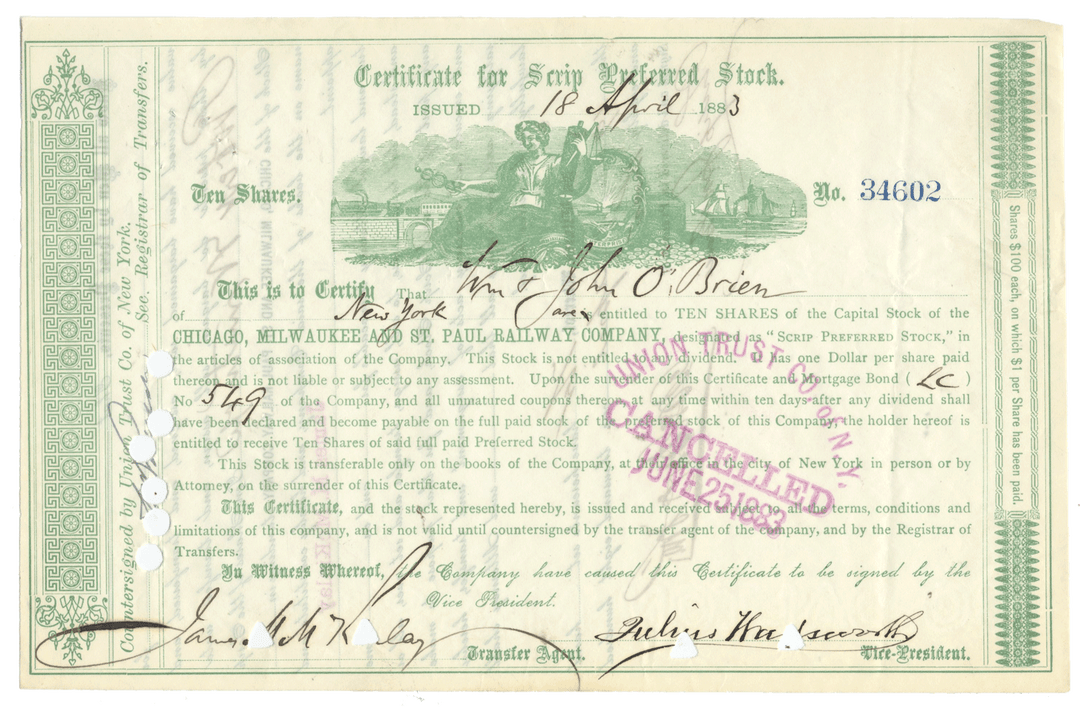 Certificate for Scrip Preferred Stock.
ISSUED 18 April 1883
Ten Shares.
No. 34602
This is to Certify That Wm & John O'Brien
of New York are entitled to TEN SHARES of the Capital Stock of the
CHICAGO, MILWAUKEE AND ST. PAUL RAILWAY COMPANY, designated as "SCRIP PREFERRED STOCK," in
the articles of association of the Company. This Stock is not entitled to any dividend. It has one Dollar per share paid
thereon and is not liable or subject to any assessment. Upon the surrender of this Certificate and Mortgage Bond ( LC )
No 549 of the Company, and all unmatured coupons thereon, at any time within ten days after any dividend shall
have been declared and become payable on the full paid stock of the preferred stock of this Company, the holder hereof is
entitled to receive Ten Shares of said full paid Preferred Stock.
This Stock is transferable only on the books of the Company, at their office in the city of New York in person or by
Attorney, on the surrender of this Certificate.
This Certificate, and the stock represented hereby, is issued and received subject to all the terms, conditions and
limitations of this company, and is not valid until countersigned by the transfer agent of the Company, and by the Registrar of
Transfers.
In Witness Whereof, the Company have caused this Certificate to be signed by the
Vice President.
James M. McKinlay
Transfer Agent.
Julius Wadsworth
Vice-President.
Countersigned by Union Trust Co. of New York.
Sec. Registrar of Transfers.
Shares $100 each, on which $1 per Share has been paid
UNION TRUST CO. OF N.Y.
CANCELLED
JUNE 25 1883